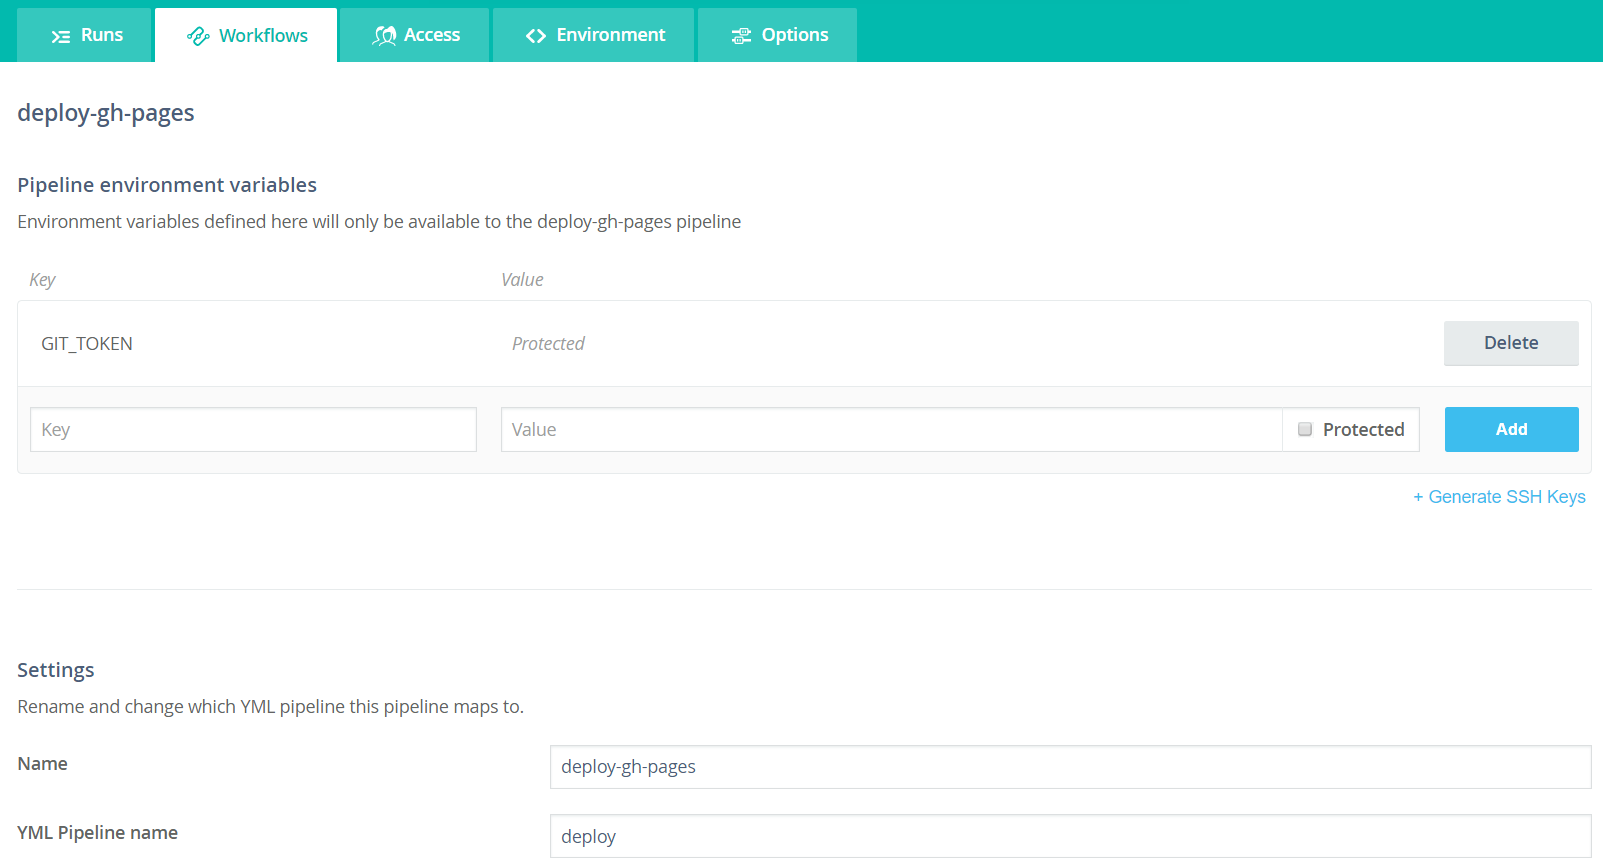 Runs Workflows Access Environment Options
deploy-gh-pages
Pipeline environment variables
Environment variables defined here will only be available to the deploy-gh-pages pipeline
Key Value
GIT_TOKEN Protected Delete
Key Value Protected Add
+ Generate SSH Keys
Settings
Rename and change which YML pipeline this pipeline maps to.
Name deploy-gh-pages
YML Pipeline name deploy